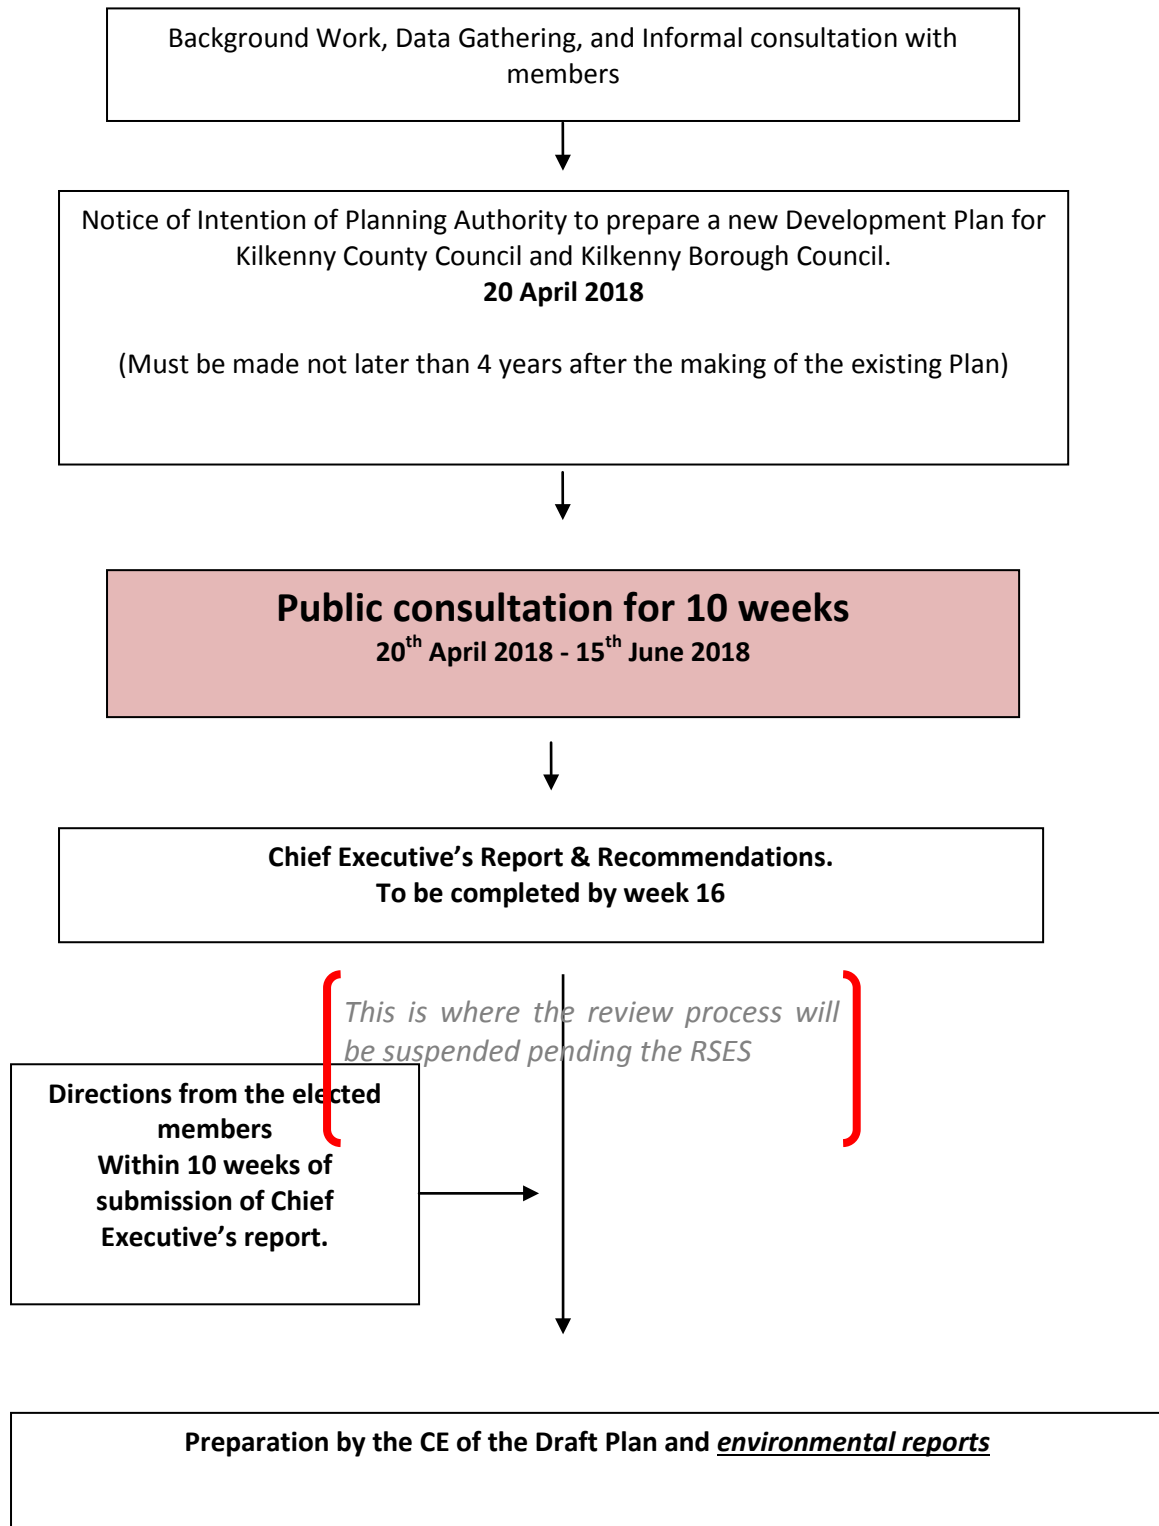 Background Work, Data Gathering, and Informal consultation with
members
Notice of Intention of Planning Authority to prepare a new Development Plan for
Kilkenny County Council and Kilkenny Borough Council.
20 April 2018
(Must be made not later than 4 years after the making of the existing Plan)
Public consultation for 10 weeks
20th April 2018 - 15th June 2018
Chief Executive’s Report & Recommendations.
To be completed by week 16
This is where the review process will
be suspended pending the RSES
Directions from the elected
members
Within 10 weeks of
submission of Chief
Executive’s report.
Preparation by the CE of the Draft Plan and environmental reports